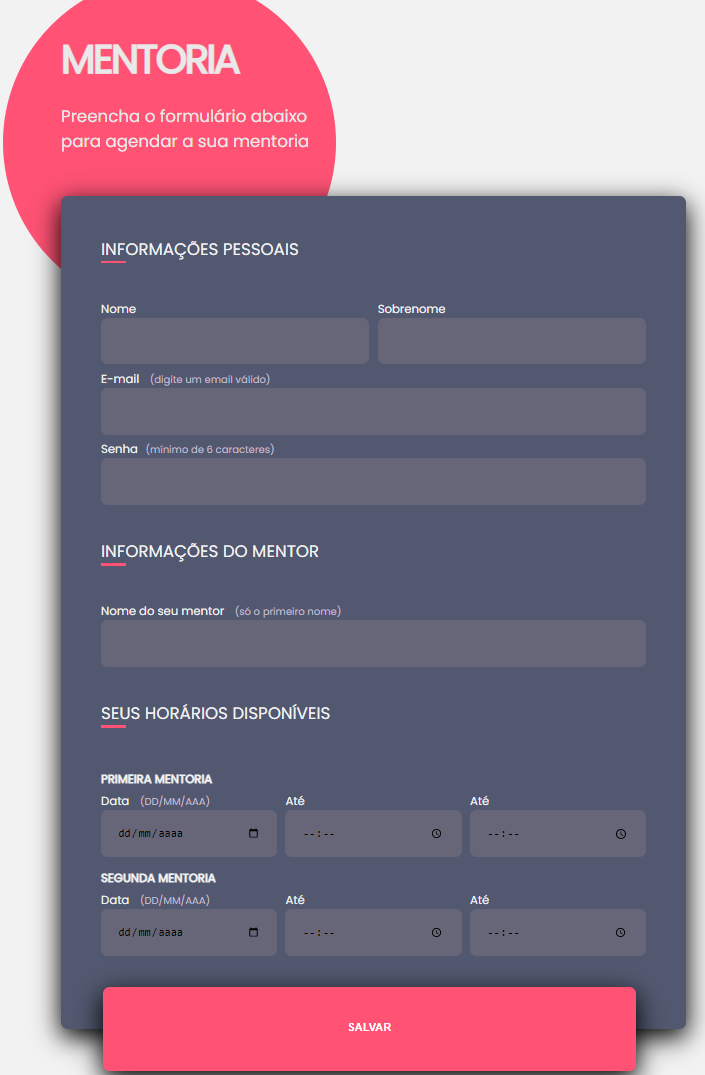 MENTORIA
Preencha o formulário abaixo
para agendar a sua mentoria
INFORMAÇÕES PESSOAIS
Nome Sobrenome
E-mail (digite um email válido)
Senha (mínimo de 6 caracteres)
INFORMAÇÕES DO MENTOR
Nome do seu mentor (só o primeiro nome)
SEUS HORÁRIOS DISPONÍVEIS
PRIMEIRA MENTORIA
Data (DD/MM/AAA) Até Até
dd/mm/aaaa --:-- --:--
SEGUNDA MENTORIA
Data (DD/MM/AAA) Até Até
dd/mm/aaaa --:-- --:--
SALVAR